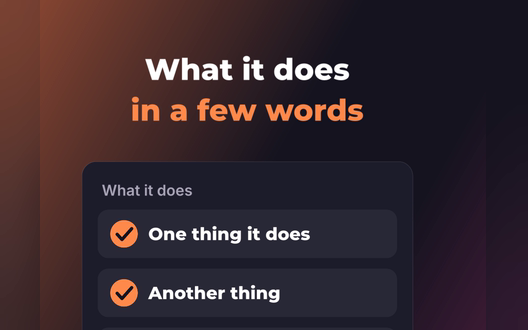 What it does
in a few words
What it does
One thing it does
Another thing